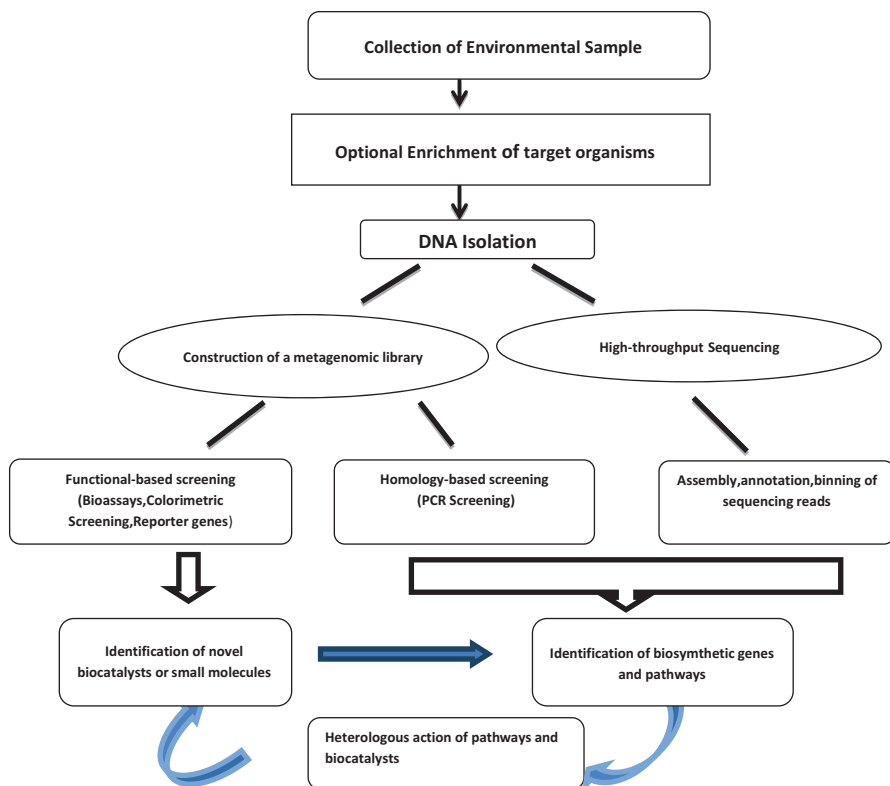 Collection of Environmental Sample
Optional Enrichment of target organisms
DNA Isolation
Construction of a metagenomic library
High-throughput Sequencing
Functional-based screening
(Bioassays,Colorimetric
Screening,Reporter genes)
Homology-based screening
(PCR Screening)
Assembly,annotation,binning of
sequencing reads
Identification of novel
biocatalysts or small molecules
Identification of biosymthetic genes
and pathways
Heterologous action of pathways and
biocatalysts